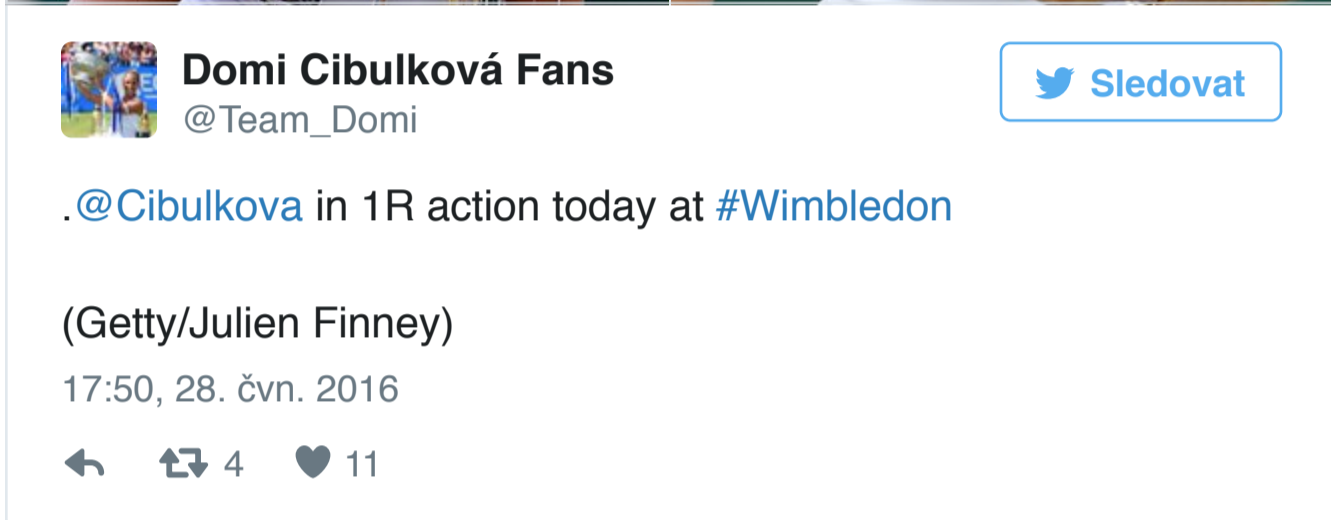 Domi Cibulková Fans
@Team_Domi
Sledovat
.@Cibulkova in 1R action today at #Wimbledon
(Getty/Julien Finney)
17:50, 28. čvn. 2016
4 11